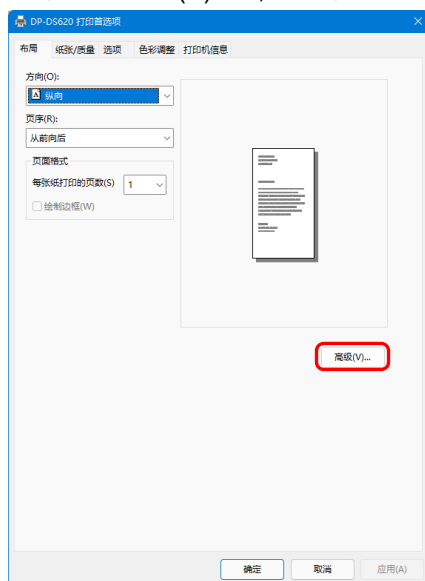 DP-DS620 打印首选项
布局 纸张/质量 选项 色彩调整 打印机信息
方向(O):
纵向
页序(R):
从前向后
页面格式
每张纸打印的页数(S) 1
绘制边框(W)
高级(V)...
确定 取消 应用(A)